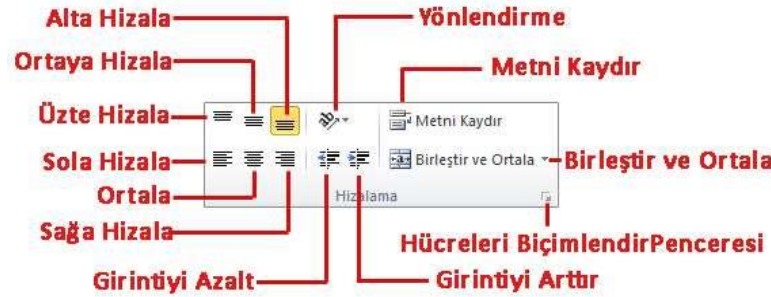 Alta Hizala
Yönlendirme
Ortaya Hizala
Metni Kaydır
Üzte Hizala
Metni Kaydır
Sola Hizala
Birleştir ve Ortala
Birleştir ve Ortala
Ortala
Hizalama
Sağa Hizala
Hücreleri BiçimlendirPenceresi
Girintiyi Azalt
Girintiyi Arttır